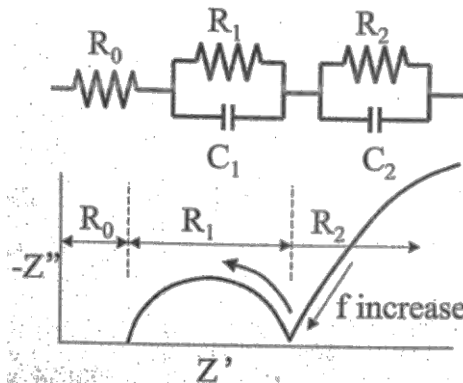 R0 R1 R2
C1 C2
R0 R1 R2
-Z"
f increase
Z'